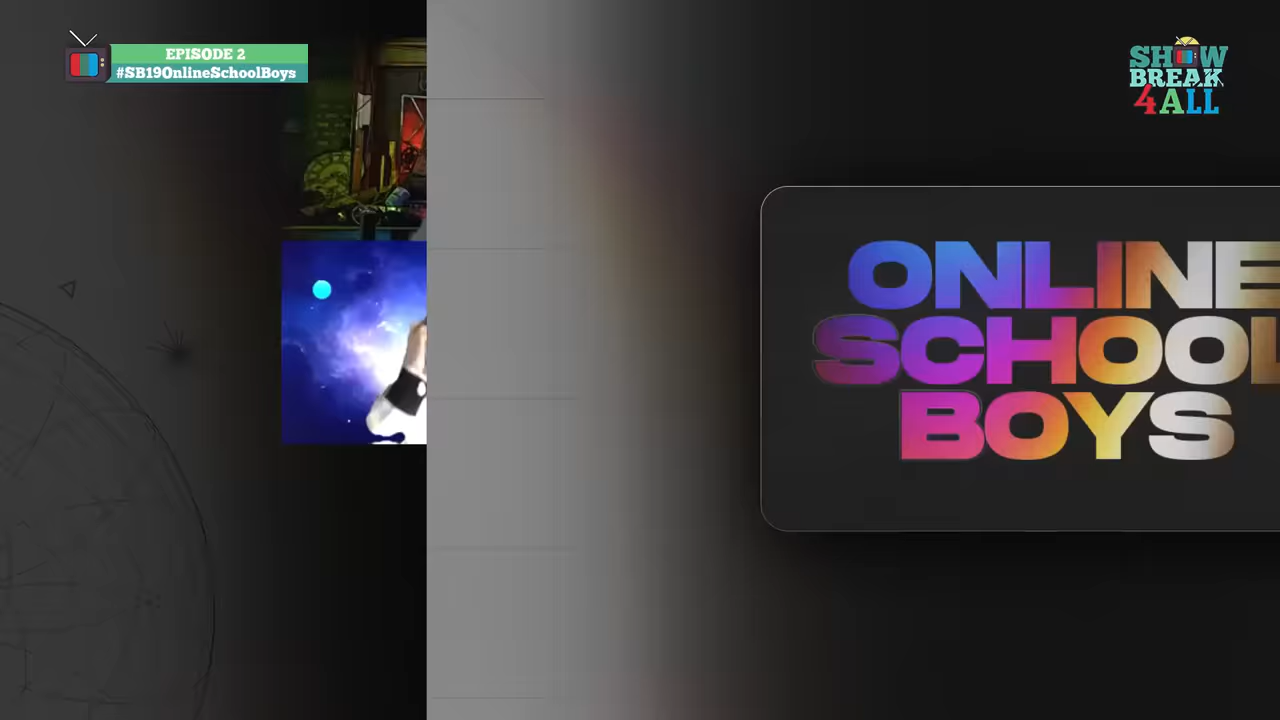 EPISODE 2
#SB19OnlineSchoolBoys
SHOW
BREAK
4ALL
ONLINE
SCHOOL
BOYS